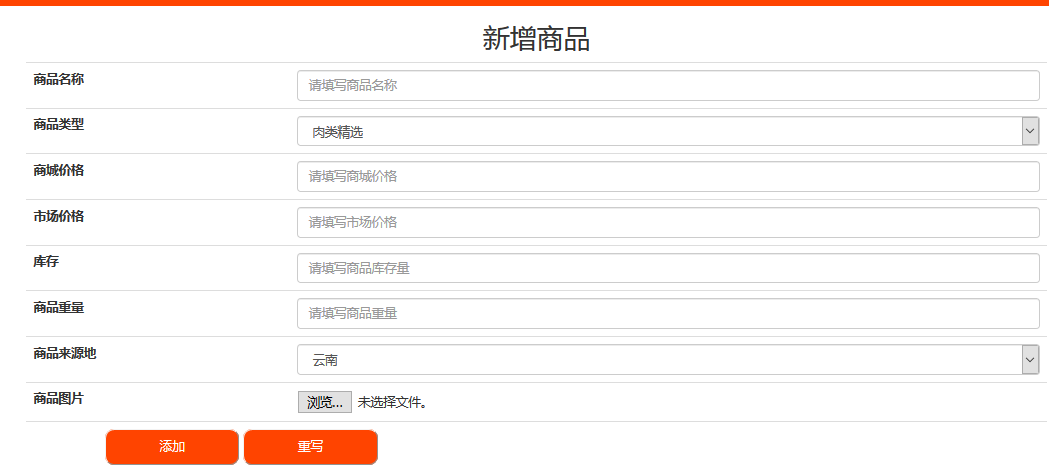 新增商品
商品名称 请填写商品名称
商品类型 肉类精选
商城价格 请填写商城价格
市场价格 请填写市场价格
库存 请填写商品库存量
商品重量 请填写商品重量
商品来源地 云南
商品图片 浏览... 未选择文件。
添加 重写